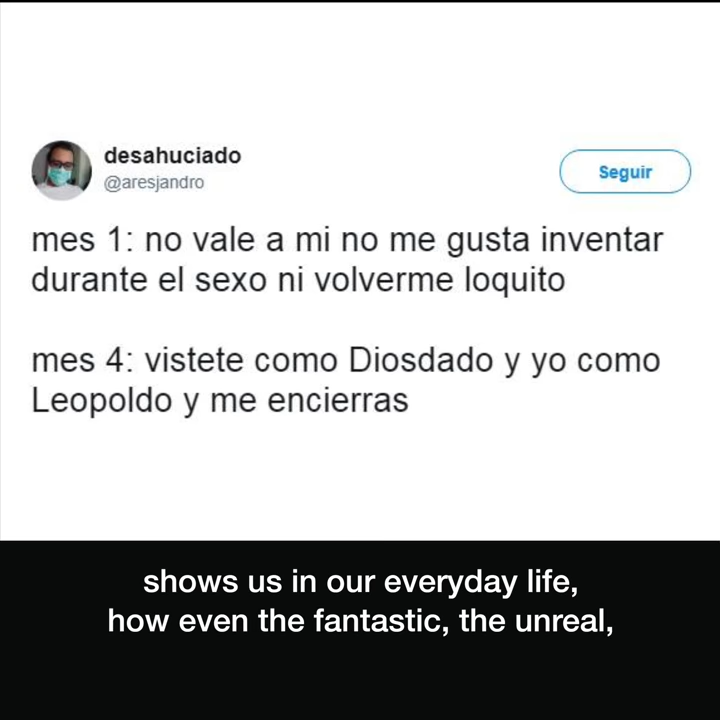 desahuciado
@aresjandro
Seguir
mes 1: no vale a mi no me gusta inventar
durante el sexo ni volverme loquito
mes 4: vistete como Diosdado y yo como
Leopoldo y me encierras
shows us in our everyday life,
how even the fantastic, the unreal,